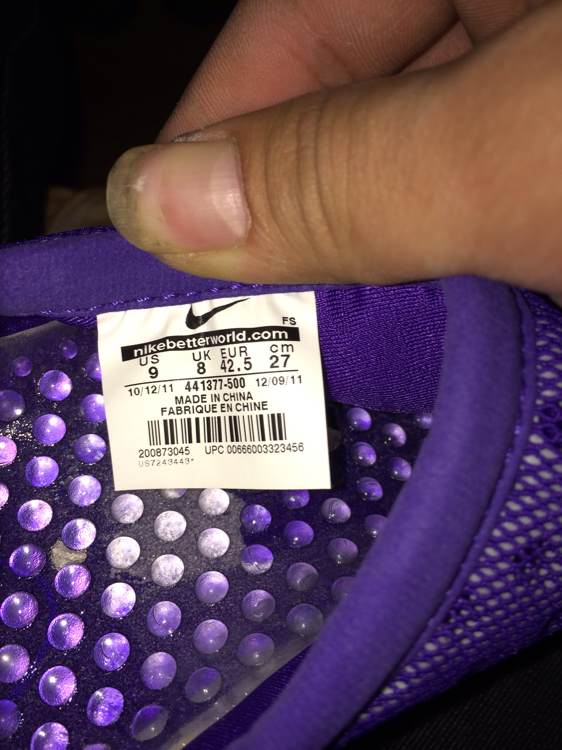 FS
nikebetterworld.com
US UK EUR cm
9 8 42.5 27
10/12/11 441377-500 12/09/11
MADE IN CHINA
FABRIQUE EN CHINE
200873045 UPC 00666003323456
US7243443*